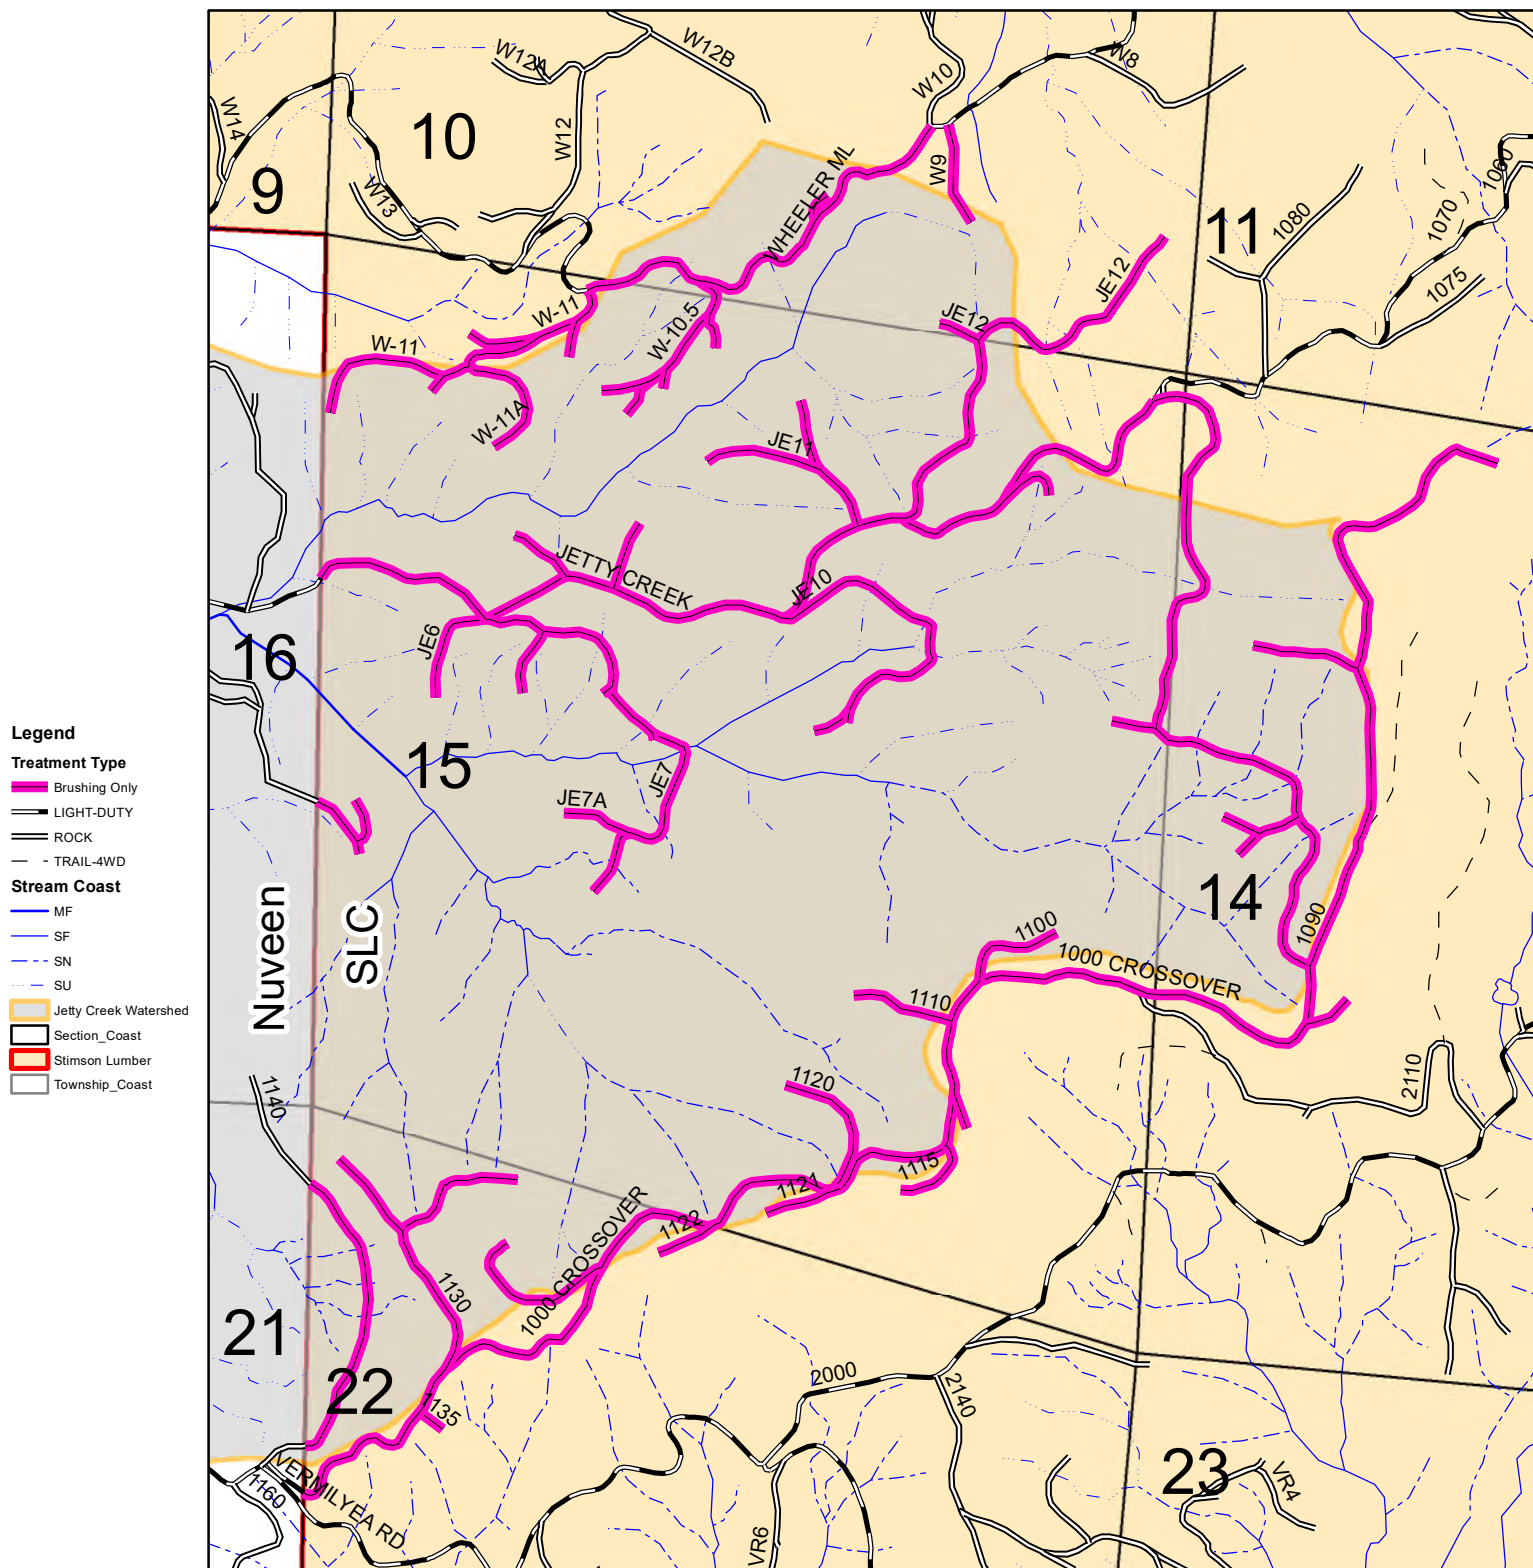 W12A
W12B
W10
W8
W14
10
W12
9
W13
WHEELER ML
W9
1060
11
1080
1070
JE12
1075
W-11
W-10.5
JE12
W-11
W-11A
JE11
JETTY CREEK
JE10
JE6
16
15
JE7
JE7A
Legend
Treatment Type
Brushing Only
LIGHT-DUTY
ROCK
TRAIL-4WD
Stream Coast
MF
SF
SN
SU
Jetty Creek Watershed
Section_Coast
Stimson Lumber
Township_Coast
Nuveen
SLC
14
1090
1100
1000 CROSSOVER
1110
1140
1120
2110
1115
1121
1122
1000 CROSSOVER
1130
21
22
1135
2000
2140
23
VERMILYEA RD
1160
VR6
VR4